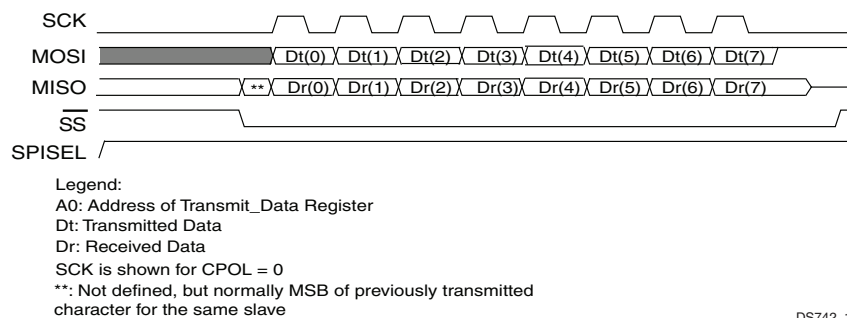 SCK
MOSI Dt(0) Dt(1) Dt(2) Dt(3) Dt(4) Dt(5) Dt(6) Dt(7)
MISO ** Dr(0) Dr(1) Dr(2) Dr(3) Dr(4) Dr(5) Dr(6) Dr(7)
SS
SPISEL
Legend:
A0: Address of Transmit_Data Register
Dt: Transmitted Data
Dr: Received Data
SCK is shown for CPOL = 0
**: Not defined, but normally MSB of previously transmitted
character for the same slave